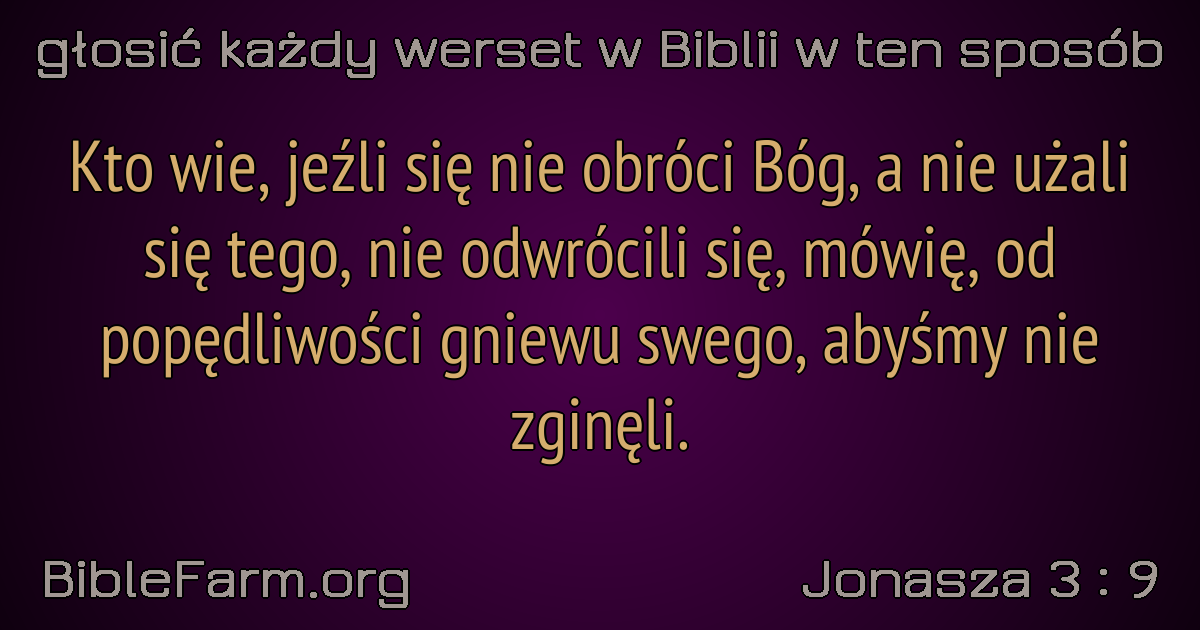 głosić każdy werset w Biblii w ten sposób
Kto wie, jeźli się nie obróci Bóg, a nie użali
się tego, nie odwrócili się, mówię, od
popędliwości gniewu swego, abyśmy nie
zginęli.
BibleFarm.org
Jonasza 3 : 9